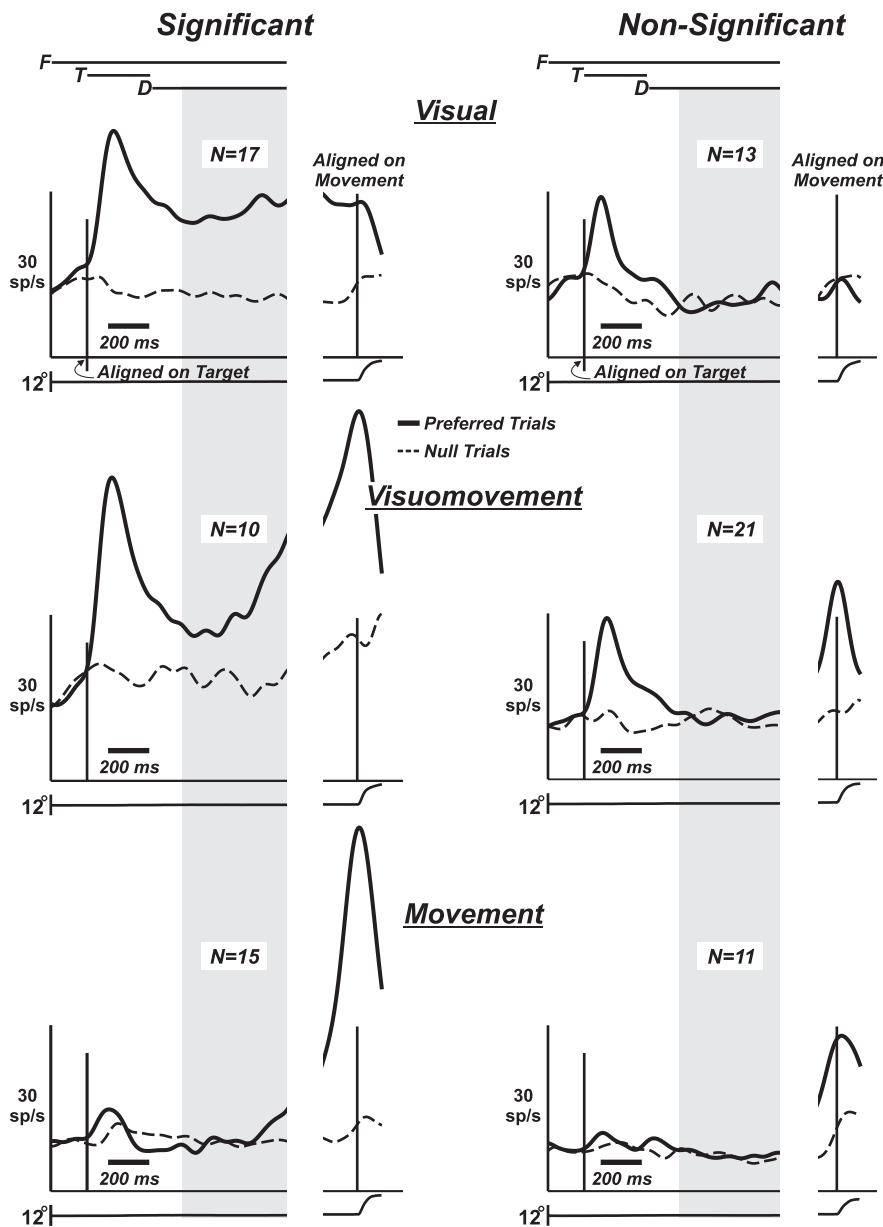 Significant
Non-Significant
F
T
D
F
T
D
Visual
N=17
Aligned on
Movement
N=13
Aligned on
Movement
30
sp/s
200 ms
Aligned on Target
12°
30
sp/s
200 ms
Aligned on Target
12°
Preferred Trials
Null Trials
Visuomovement
N=10
N=21
30
sp/s
200 ms
12°
30
sp/s
200 ms
12°
Movement
N=15
N=11
30
sp/s
200 ms
12°
30
sp/s
200 ms
12°